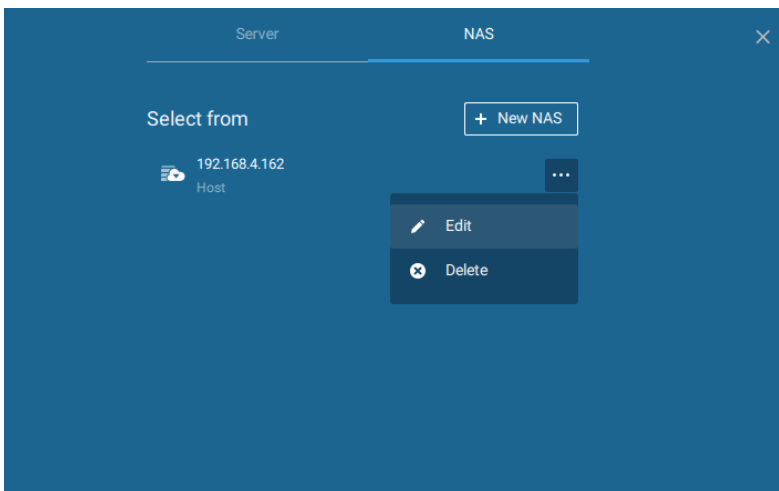 Server
NAS
Select from
+ New NAS
192.168.4.162
Host
Edit
Delete